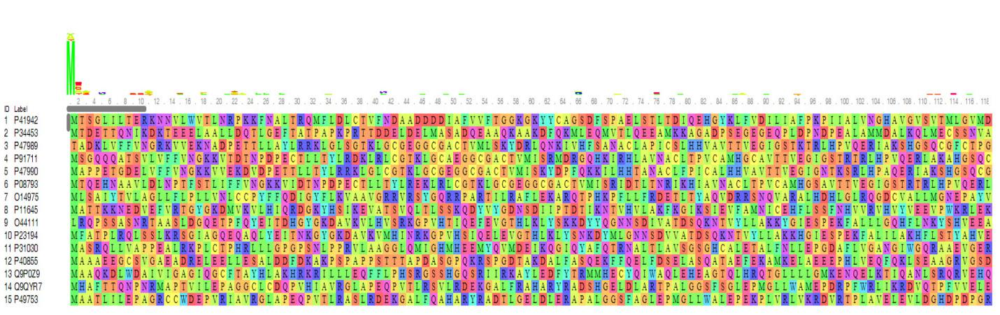 . 2 . 4 . 6 . 8 . 10 . 12 . 14 . 16 . 18 . 20 . 22 . 24 . 26 . 28 . 30 . 32 . 34 . 36 . 38 . 40 . 42 . 44 . 46 . 48 . 50 . 52 . 54 . 56 . 58 . 60 . 62 . 64 . 66 . 68 . 70 . 72 . 74 . 76 . 78 . 80 . 82 . 84 . 86 . 88 . 90 . 92 . 94 . 96 . 98 . 100 . 102 . 104 . 106 . 108 . 110 . 112 . 114 . 116 . 118
ID Label
1 P41942 MTSGLILTERKNNVLWVTLNRPKKFNALTRQMFLDLCTVFNDAADDDDIAFVVFTGGKGKYYCAGSDFSPAELSTLTDIQEHGYKLFVDILIAFPKPIIALVNGHAVGVSVTMLGVMD
2 P34453 MTDETTQNIKDKTEEELAALLDQTLGEFTATPAPKPRTTDDELDELMASADQEAAQKAAKDFQKMLEQMVTLQEEAMKKAGADPSEGEGEQPLDPNDPEALAMMDALKQLMECSSNVA
3 P47989 TADKLVFFVNGRKVVEKNADPETTLLAYLRRKLGLSGTKLGCGEGGCGACTVMLSKYDRLQNKIVHFSANACLAPICSLHHVAVTTVEGIGSTKTRLHPVQERIAKSHGSQCGFCTPG
4 P91711 MSGQQQATSVLVFFVNGKKVTDTNPDPECTLLTYLRDKLRLCGTKLGCAEGGCGACTVMISRMDRGQHKIRHLAVNACLTPVCAMHGCAVTTVEGIGSTRTRLHPVQERLAKAHGSQC
5 P47990 MAPPETGDELVFFVNGKKVVEKDVDPETTLLTYLRRKLGLCGTKLGCGEGGCGACTVMISKYDPFQKKILHHTANACLFPICALHHVAVTTVEGIGNTKSRLHPAQERIAKSHGSQCG
6 P08793 MTQEHNAAVLDLNPTFSTLIFFVNGKKVIDTNPDPECTLLTYLREKLRLCGTKLGCGEGGCGACTVMISRIDTLTNRIKHIAVNACLTPVCAMHGSAVTTVEGIGSTRTRLHPVQERL
7 O14975 MLSAIYTVLAGLLFLPLLVNLCCPYFFQDIGYFLKVAAVGRRVRSYGQRRPARTILRAFLEKARQTPHKPFLLFRDETLTYAQVDRRSNQVARALHDHLGLRQGDCVALLMGNEPAYV
8 P11645 MATTKKNEDVEFVRTGYGKDMVKVLHIQRDGKYHSIKEVATSVQLTLSSKQDYVYGDNSDIIPTDTIKNTVHVLAKFKGIKSIEVFAMNICEHFLSSFNHVVRVHVYVEEVPWKRLEK
9 O44111 LRQPSSASNRTAASLDGQETPFQYEITDHGYGKDAVKVLHVSRKGPVHTIQEFEVGTHLKLYSKKDYYQGNNSDIVATDSQKNTVYLLAKKYGIESPEKFALLLGQHFLNKYSHVEEA
10 P23194 MFATPLRQLSSLKRSGIAGQEQAQLYEITNKGYGKDAVKVMHINRKGPVHSIQELEVGTHLKLYSNKDYMLGNNSDVVATDSQKNTVYLLAKKHGIESPEKFALILAKHFLSTYAHVE
11 P31030 MASRQLLVAPPEALRKPLCTPHRLLLGPGPSNLPPRVLAAGGLQMIGHMHEEMYQVMDEIKQGIQYAFQTRNALTLAVSGSGHCALETALFNLLEPGDAFLVGANGIWGQRAAEVGER
12 P40855 MAAAEEGCSVGAEADRELEELLESALDDFDKAKPSPAPPSTTTAPDASGPQKRSPGDTAKDALFASQEKFFQELFDSELASQATAEFEKAMKELAEEEPHLVEQFQKLSEAAGRVGSD
13 Q9P0Z9 MAAQKDLWDAIVIGAGIQGCFTAYHLAKHRKRILLLEQFFLPHSRGSSHGQSRIIRKAYLEDFYTRMMHECYQIWAQLEHEAGTQLHRQTGLLLLGMKENQELKTIQANLSRQRVEHQ
14 Q9QYR7 MHAFTTQNPNRMAPTVILEPAGGCLCDQPVHIAVRGLAPEQPVTLRSVLRDEKGALFRAHARYRADSHGELDLARTPALGGSFSGLEPMGLLWAMEPDRPFWRLIKRDVQTPFVVELE
15 P49753 MAATLILEPAGRCCWDEPVRIAVRGLAPEQPVTLRASLRDEKGALFQAHARYRADTLGELDLERAPALGGSFAGLEPMGLLWALEPEKPLVRLVKRDVRTPLAVELEVLDGHDPDPGR